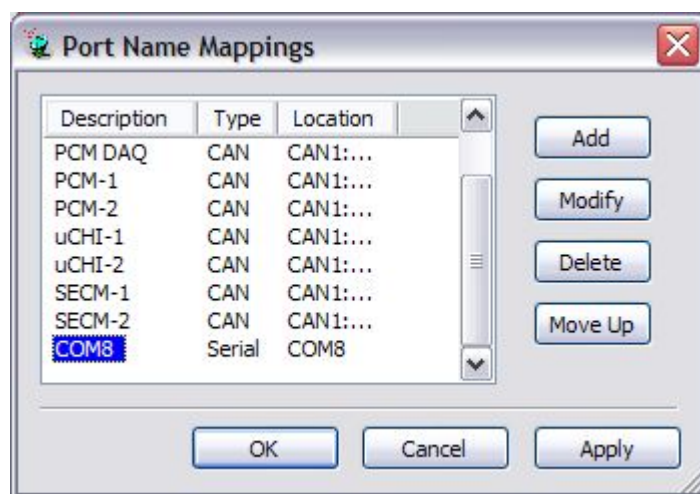 Port Name Mappings
Description Type Location
PCM DAQ CAN CAN1:...
PCM-1 CAN CAN1:...
PCM-2 CAN CAN1:...
uCHI-1 CAN CAN1:...
uCHI-2 CAN CAN1:...
SECM-1 CAN CAN1:...
SECM-2 CAN CAN1:...
COM8 Serial COM8
Add
Modify
Delete
Move Up
OK Cancel Apply